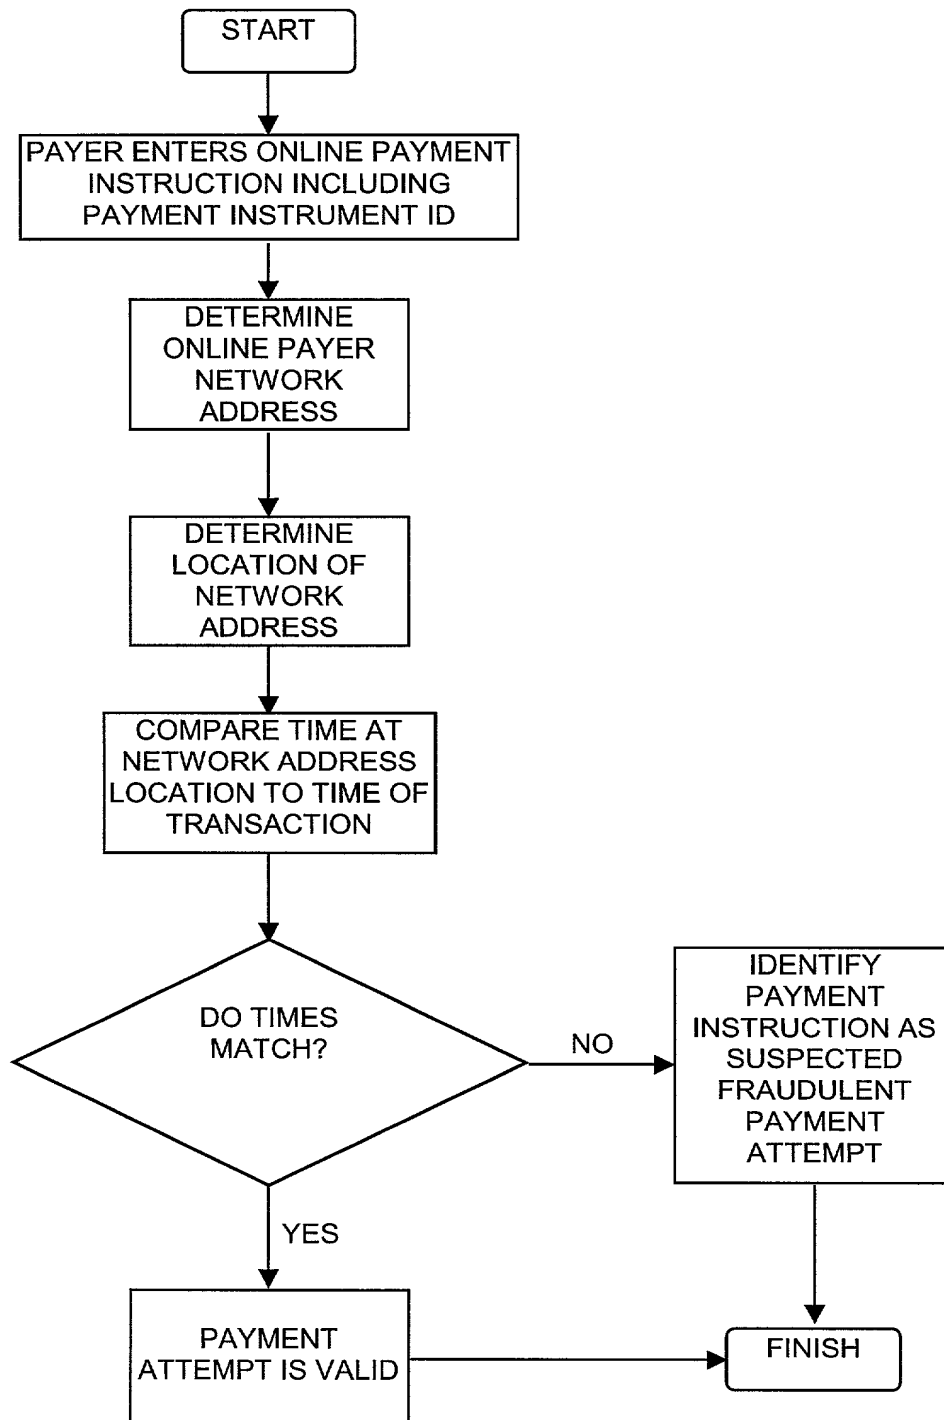 START
PAYER ENTERS ONLINE PAYMENT
INSTRUCTION INCLUDING
PAYMENT INSTRUMENT ID
DETERMINE
ONLINE PAYER
NETWORK
ADDRESS
DETERMINE
LOCATION OF
NETWORK
ADDRESS
COMPARE TIME AT
NETWORK ADDRESS
LOCATION TO TIME OF
TRANSACTION
DO TIMES
MATCH?
NO
IDENTIFY
PAYMENT
INSTRUCTION AS
SUSPECTED
FRAUDULENT
PAYMENT
ATTEMPT
YES
PAYMENT
ATTEMPT IS VALID
FINISH